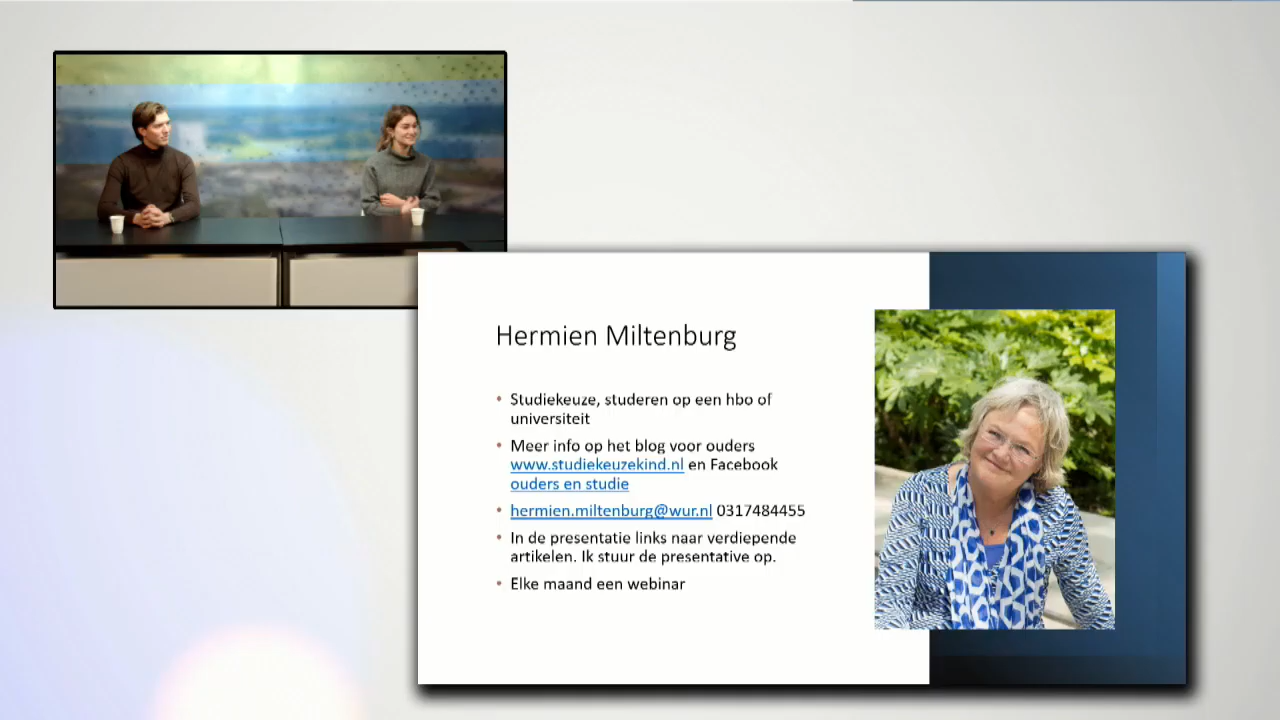 Hermien Miltenburg
• Studiekeuze, studeren op een hbo of
universiteit
• Meer info op het blog voor ouders
www.studiekeuzekind.nl en Facebook
ouders en studie
• hermien.miltenburg@wur.nl 0317484455
• In de presentatie links naar verdiepende
artikelen. Ik stuur de presentative op.
• Elke maand een webinar